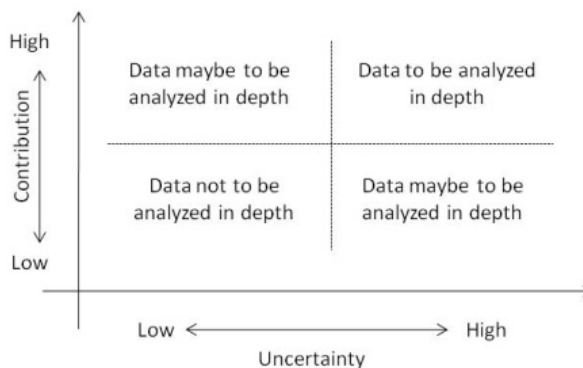 High
Data maybe to be
analyzed in depth
Data to be analyzed
in depth
Contribution
Data not to be
analyzed in depth
Data maybe to be
analyzed in depth
Low
Low
High
Uncertainty